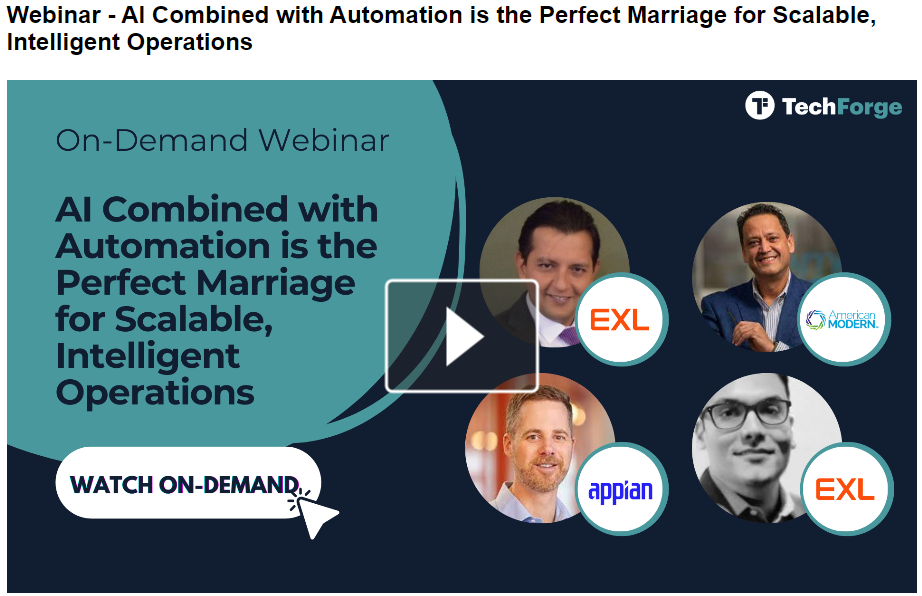 Webinar - AI Combined with Automation is the Perfect Marriage for Scalable,
Intelligent Operations
TechForge
On-Demand Webinar
AI Combined with
Automation is the
Perfect Marriage
for Scalable,
Intelligent
Operations
EXL
American
MODERN
appian
EXL
WATCH ON-DEMAND